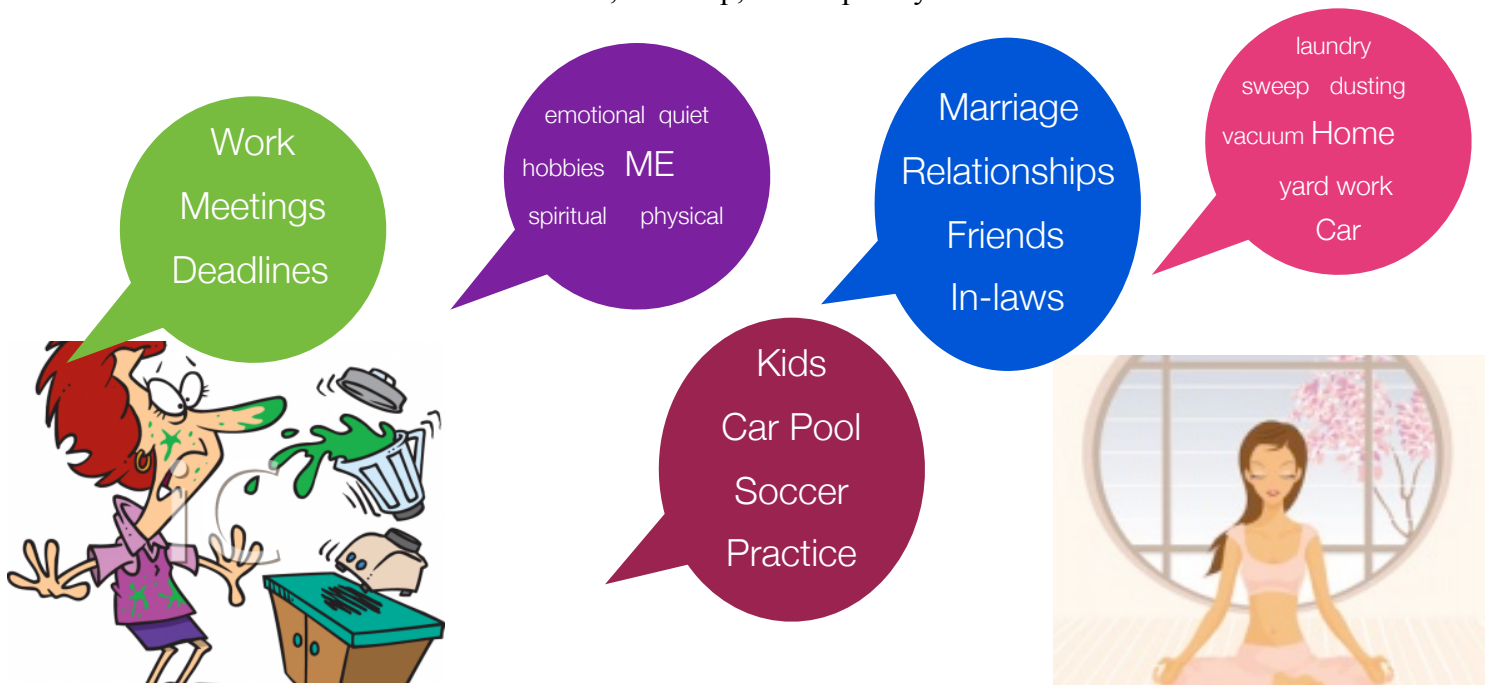 Work
Meetings
Deadlines
emotional quiet
hobbies ME
spiritual physical
Marriage
Relationships
Friends
In-laws
laundry
sweep dusting
vacuum Home
yard work
Car
Kids
Car Pool
Soccer
Practice